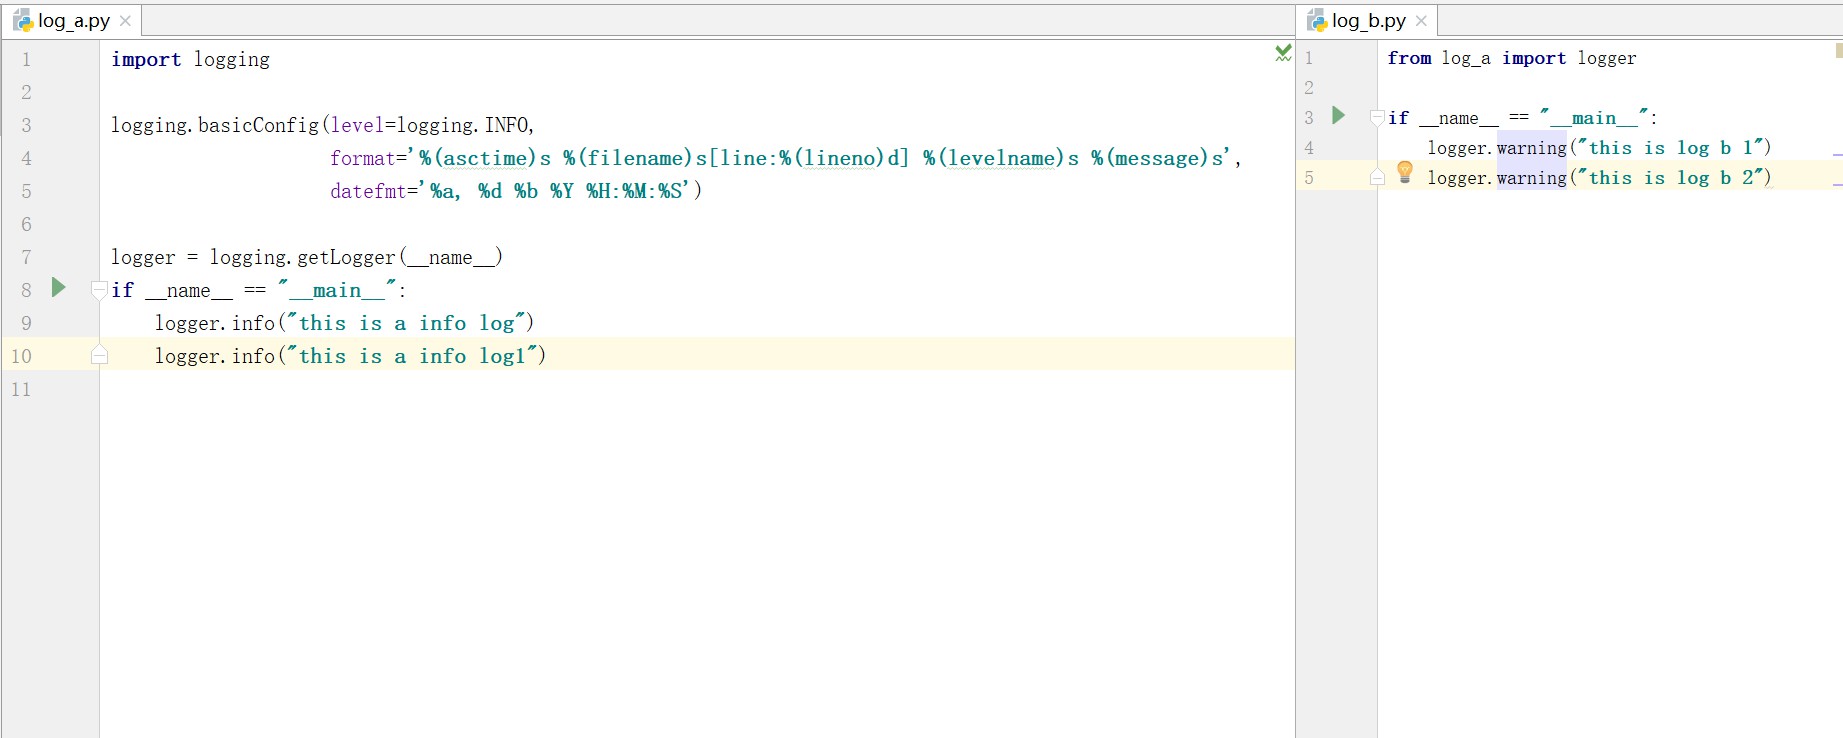 log_a.py
1 import logging
2
3 logging.basicConfig(level=logging.INFO,
4 format='%(asctime)s %(filename)s[line:%(lineno)d] %(levelname)s %(message)s',
5 datefmt='%a, %d %b %Y %H:%M:%S')
6
7 logger = logging.getLogger(__name__)
8 if __name__ == "__main__":
9 logger.info("this is a info log")
10 logger.info("this is a info log1")
11
log_b.py
1 from log_a import logger
2
3 if __name__ == "__main__":
4 logger.warning("this is log b 1")
5 logger.warning("this is log b 2")